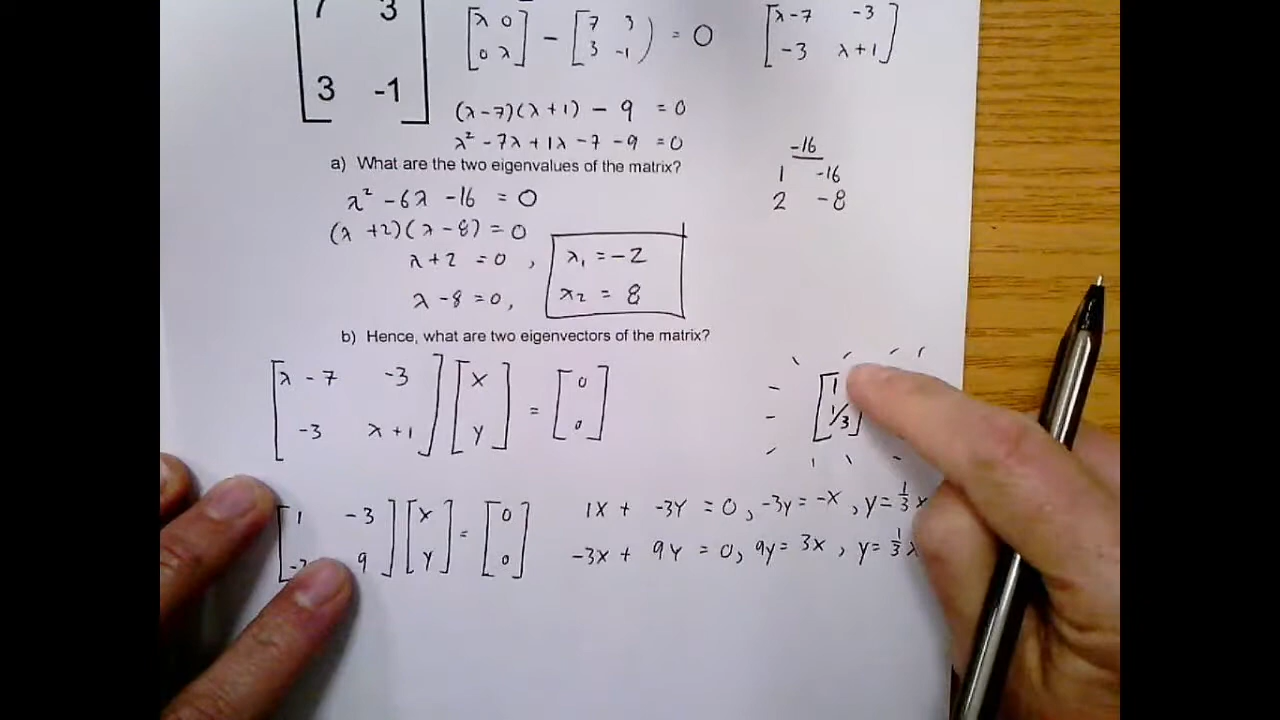 7 3
[λ 0] − [7 3] = 0 [λ-7 -3]
[0 λ] [3 -1) [-3 λ+1]
3 -1
(λ-7)(λ+1) - 9 = 0
λ² - 7λ + 1λ - 7 - 9 = 0
-16
a) What are the two eigenvalues of the matrix?
1 -16
λ² - 6λ - 16 = 0
2 -8
(λ +2)(λ-8) = 0
λ+2 = 0, λ₁ = -2
λ-8 = 0, λ₂ = 8
b) Hence, what are two eigenvectors of the matrix?
[λ - 7 -3] [x] = [0] [1
[-3 λ+1] [y] [0] [1/3]
[1 -3] [x] = [0] 1x + -3y = 0, -3y = -x, y = 1/3 x
9] [y] [0] -3x + 9y = 0, 9y = 3x, y = 1/3